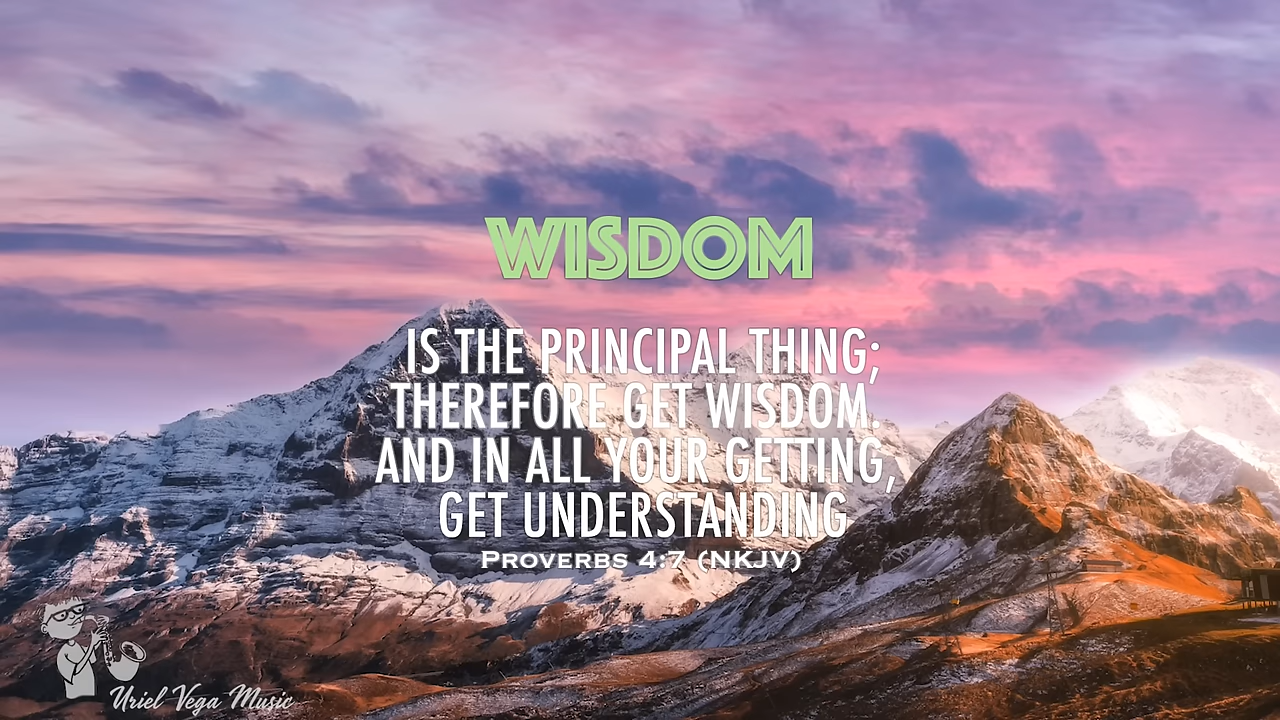 WISDOM
IS THE PRINCIPAL THING;
THEREFORE GET WISDOM.
AND IN ALL YOUR GETTING,
GET UNDERSTANDING
PROVERBS 4:7 (NKJV)
Uriel Vega Music